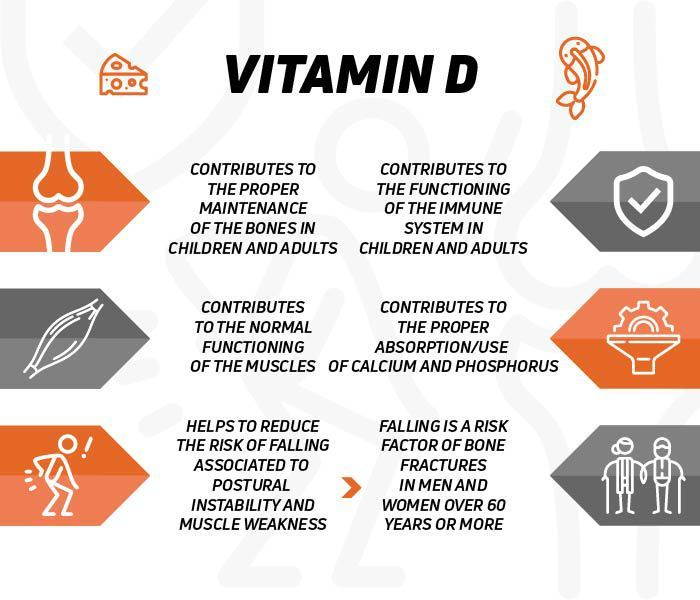 VITAMIN D
CONTRIBUTES TO
THE PROPER
MAINTENANCE
OF THE BONES IN
CHILDREN AND ADULTS
CONTRIBUTES TO
THE FUNCTIONING
OF THE IMMUNE
SYSTEM IN
CHILDREN AND ADULTS
CONTRIBUTES
TO THE NORMAL
FUNCTIONING
OF THE MUSCLES
CONTRIBUTES TO
THE PROPER
ABSORPTION/USE
OF CALCIUM AND PHOSPHORUS
HELPS TO REDUCE
THE RISK OF FALLING
ASSOCIATED TO
POSTURAL
INSTABILITY AND
MUSCLE WEAKNESS
FALLING IS A RISK
FACTOR OF BONE
FRACTURES
IN MEN AND
WOMEN OVER 60
YEARS OR MORE